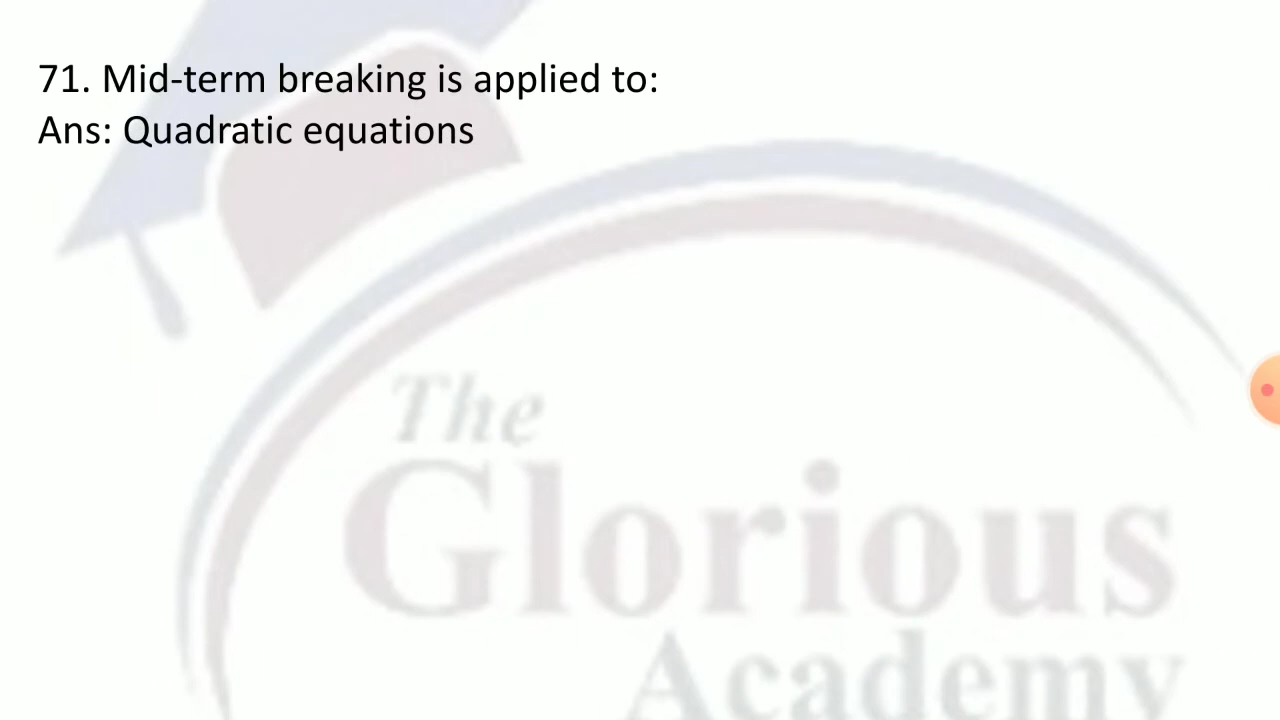 71. Mid-term breaking is applied to:
Ans: Quadratic equations
The
Glorious
Academy